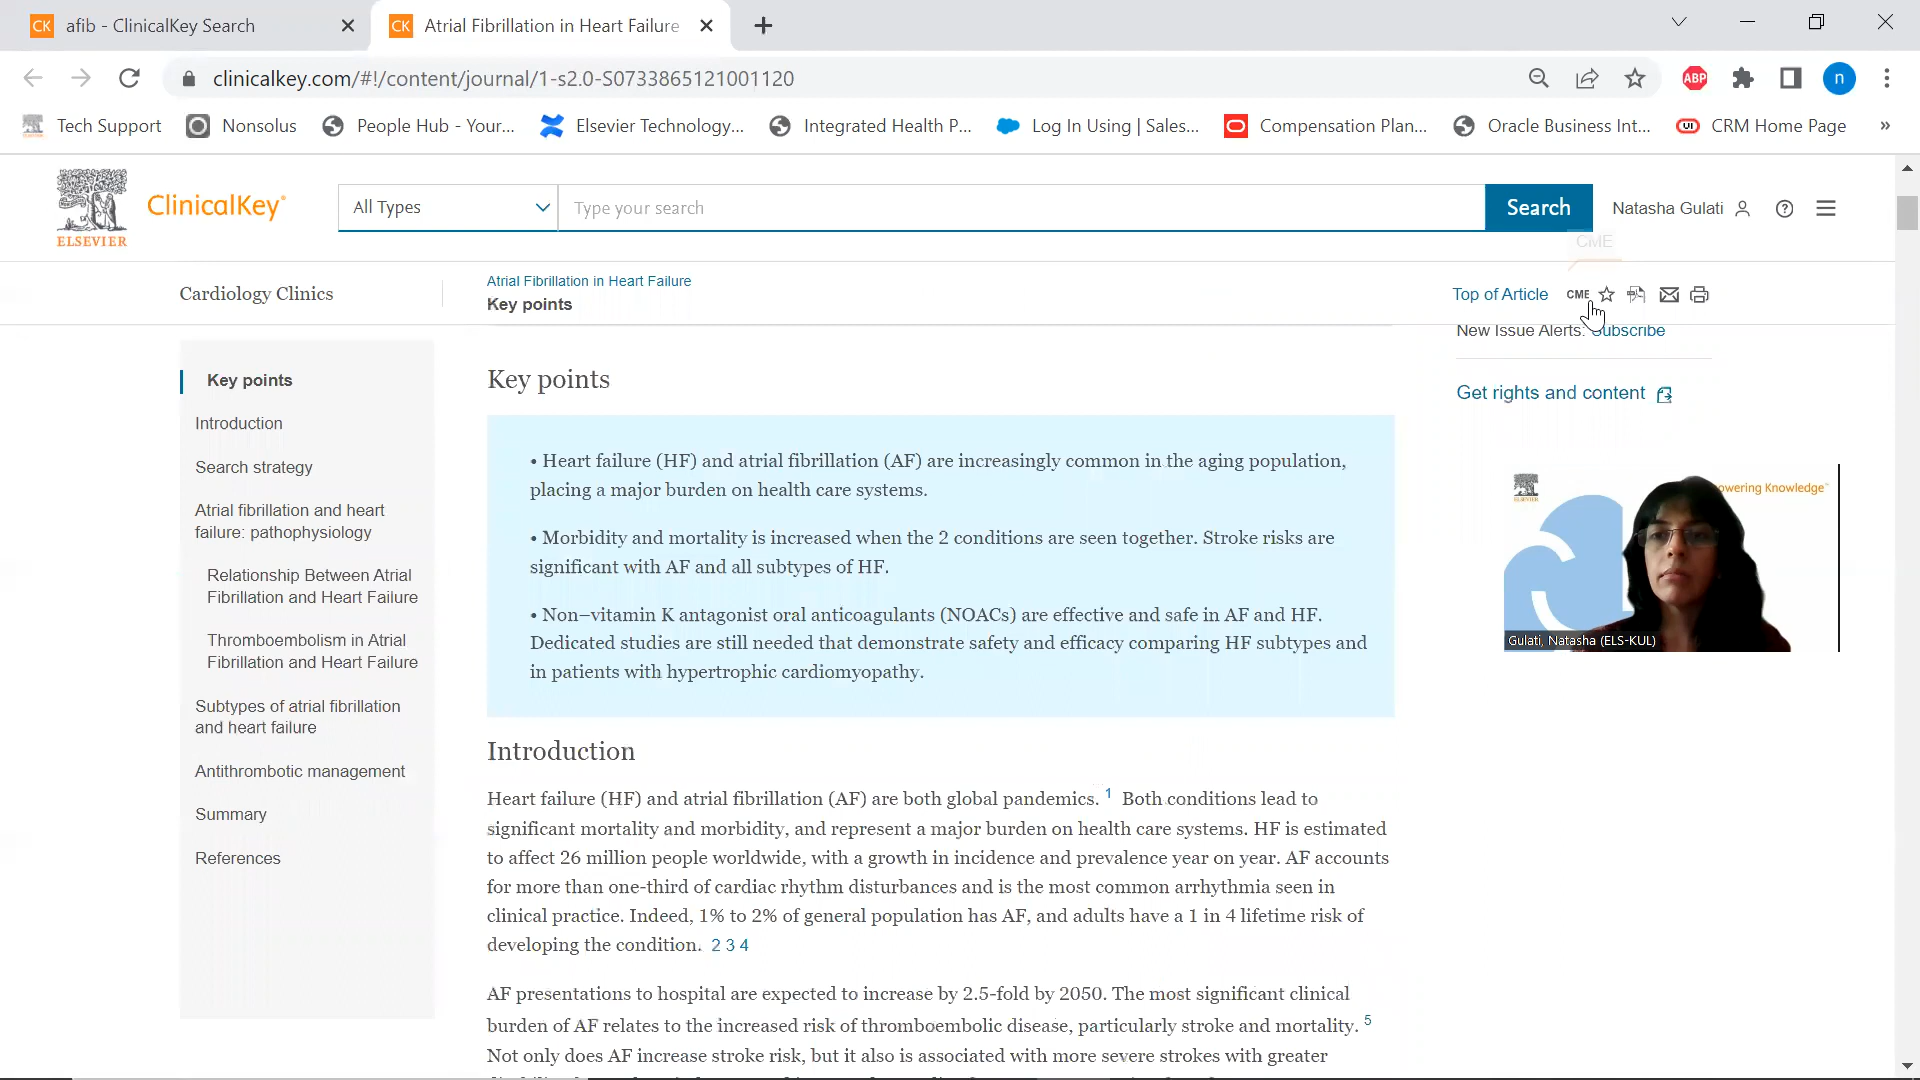 afib - ClinicalKey Search
Atrial Fibrillation in Heart Failure
clinicalkey.com/#!/content/journal/1-s2.0-S0733865121001120
ABP
n
Tech Support
Nonsolus
People Hub - Your...
Elsevier Technology...
Integrated Health P...
Log In Using | Sales...
Compensation Plan...
Oracle Business Int...
CRM Home Page
»
ELSEVIER
ClinicalKey®
All Types
Type your search
Search
Natasha Gulati
CME
Cardiology Clinics
Atrial Fibrillation in Heart Failure
Key points
Top of Article
CME
New Issue Alerts: Subscribe
Get rights and content
Key points
Introduction
Search strategy
Atrial fibrillation and heart
failure: pathophysiology
Relationship Between Atrial
Fibrillation and Heart Failure
Thromboembolism in Atrial
Fibrillation and Heart Failure
Subtypes of atrial fibrillation
and heart failure
Antithrombotic management
Summary
References
Key points
• Heart failure (HF) and atrial fibrillation (AF) are increasingly common in the aging population,
placing a major burden on health care systems.
• Morbidity and mortality is increased when the 2 conditions are seen together. Stroke risks are
significant with AF and all subtypes of HF.
• Non–vitamin K antagonist oral anticoagulants (NOACs) are effective and safe in AF and HF.
Dedicated studies are still needed that demonstrate safety and efficacy comparing HF subtypes and
in patients with hypertrophic cardiomyopathy.
Introduction
Heart failure (HF) and atrial fibrillation (AF) are both global pandemics. 1 Both conditions lead to
significant mortality and morbidity, and represent a major burden on health care systems. HF is estimated
to affect 26 million people worldwide, with a growth in incidence and prevalence year on year. AF accounts
for more than one-third of cardiac rhythm disturbances and is the most common arrhythmia seen in
clinical practice. Indeed, 1% to 2% of general population has AF, and adults have a 1 in 4 lifetime risk of
developing the condition. 2 3 4
AF presentations to hospital are expected to increase by 2.5-fold by 2050. The most significant clinical
burden of AF relates to the increased risk of thromboembolic disease, particularly stroke and mortality. 5
Not only does AF increase stroke risk, but it also is associated with more severe strokes with greater
ELSEVIER
owering Knowledge™
Gulati, Natasha (ELS-KUL)